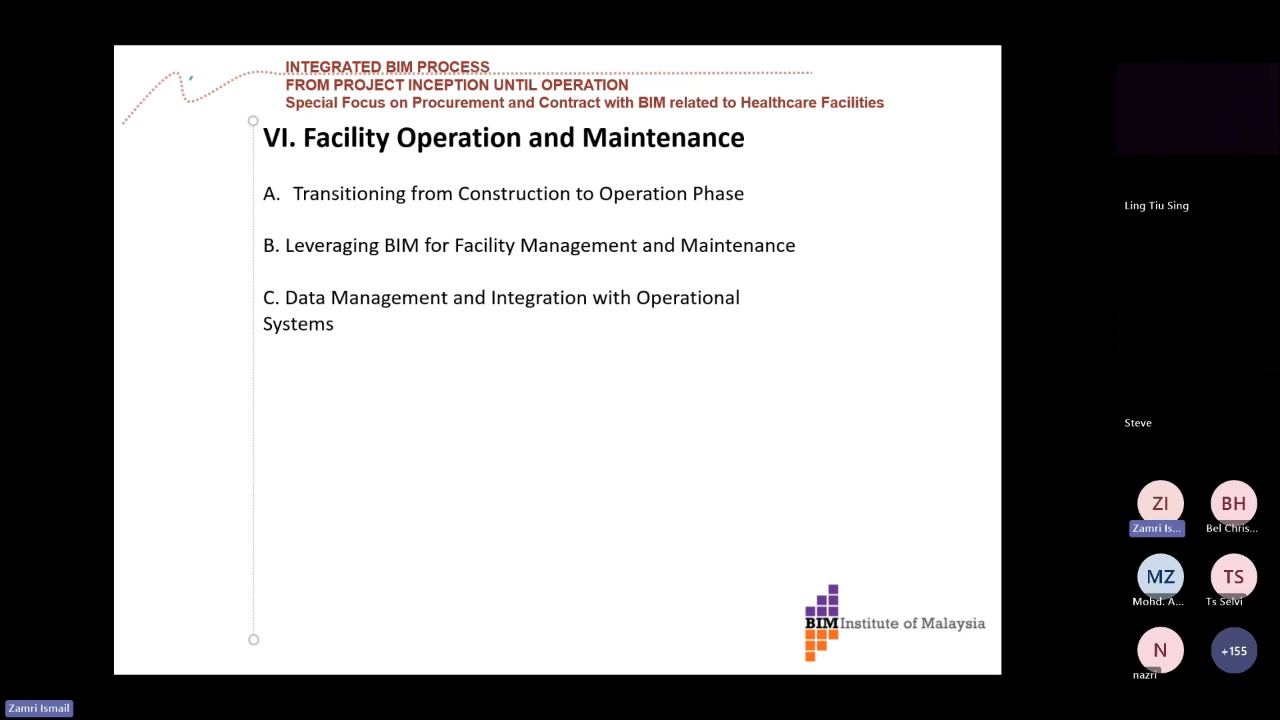 INTEGRATED BIM PROCESS
FROM PROJECT INCEPTION UNTIL OPERATION
Special Focus on Procurement and Contract with BIM related to Healthcare Facilities
VI. Facility Operation and Maintenance
A. Transitioning from Construction to Operation Phase
B. Leveraging BIM for Facility Management and Maintenance
C. Data Management and Integration with Operational
Systems
BIM Institute of Malaysia
Ling Tiu Sing
Steve
ZI
BH
Zamri Is...
Bel Chris...
MZ
TS
Mohd. A...
Ts Selvi
N
+155
nazri
Zamri Ismail